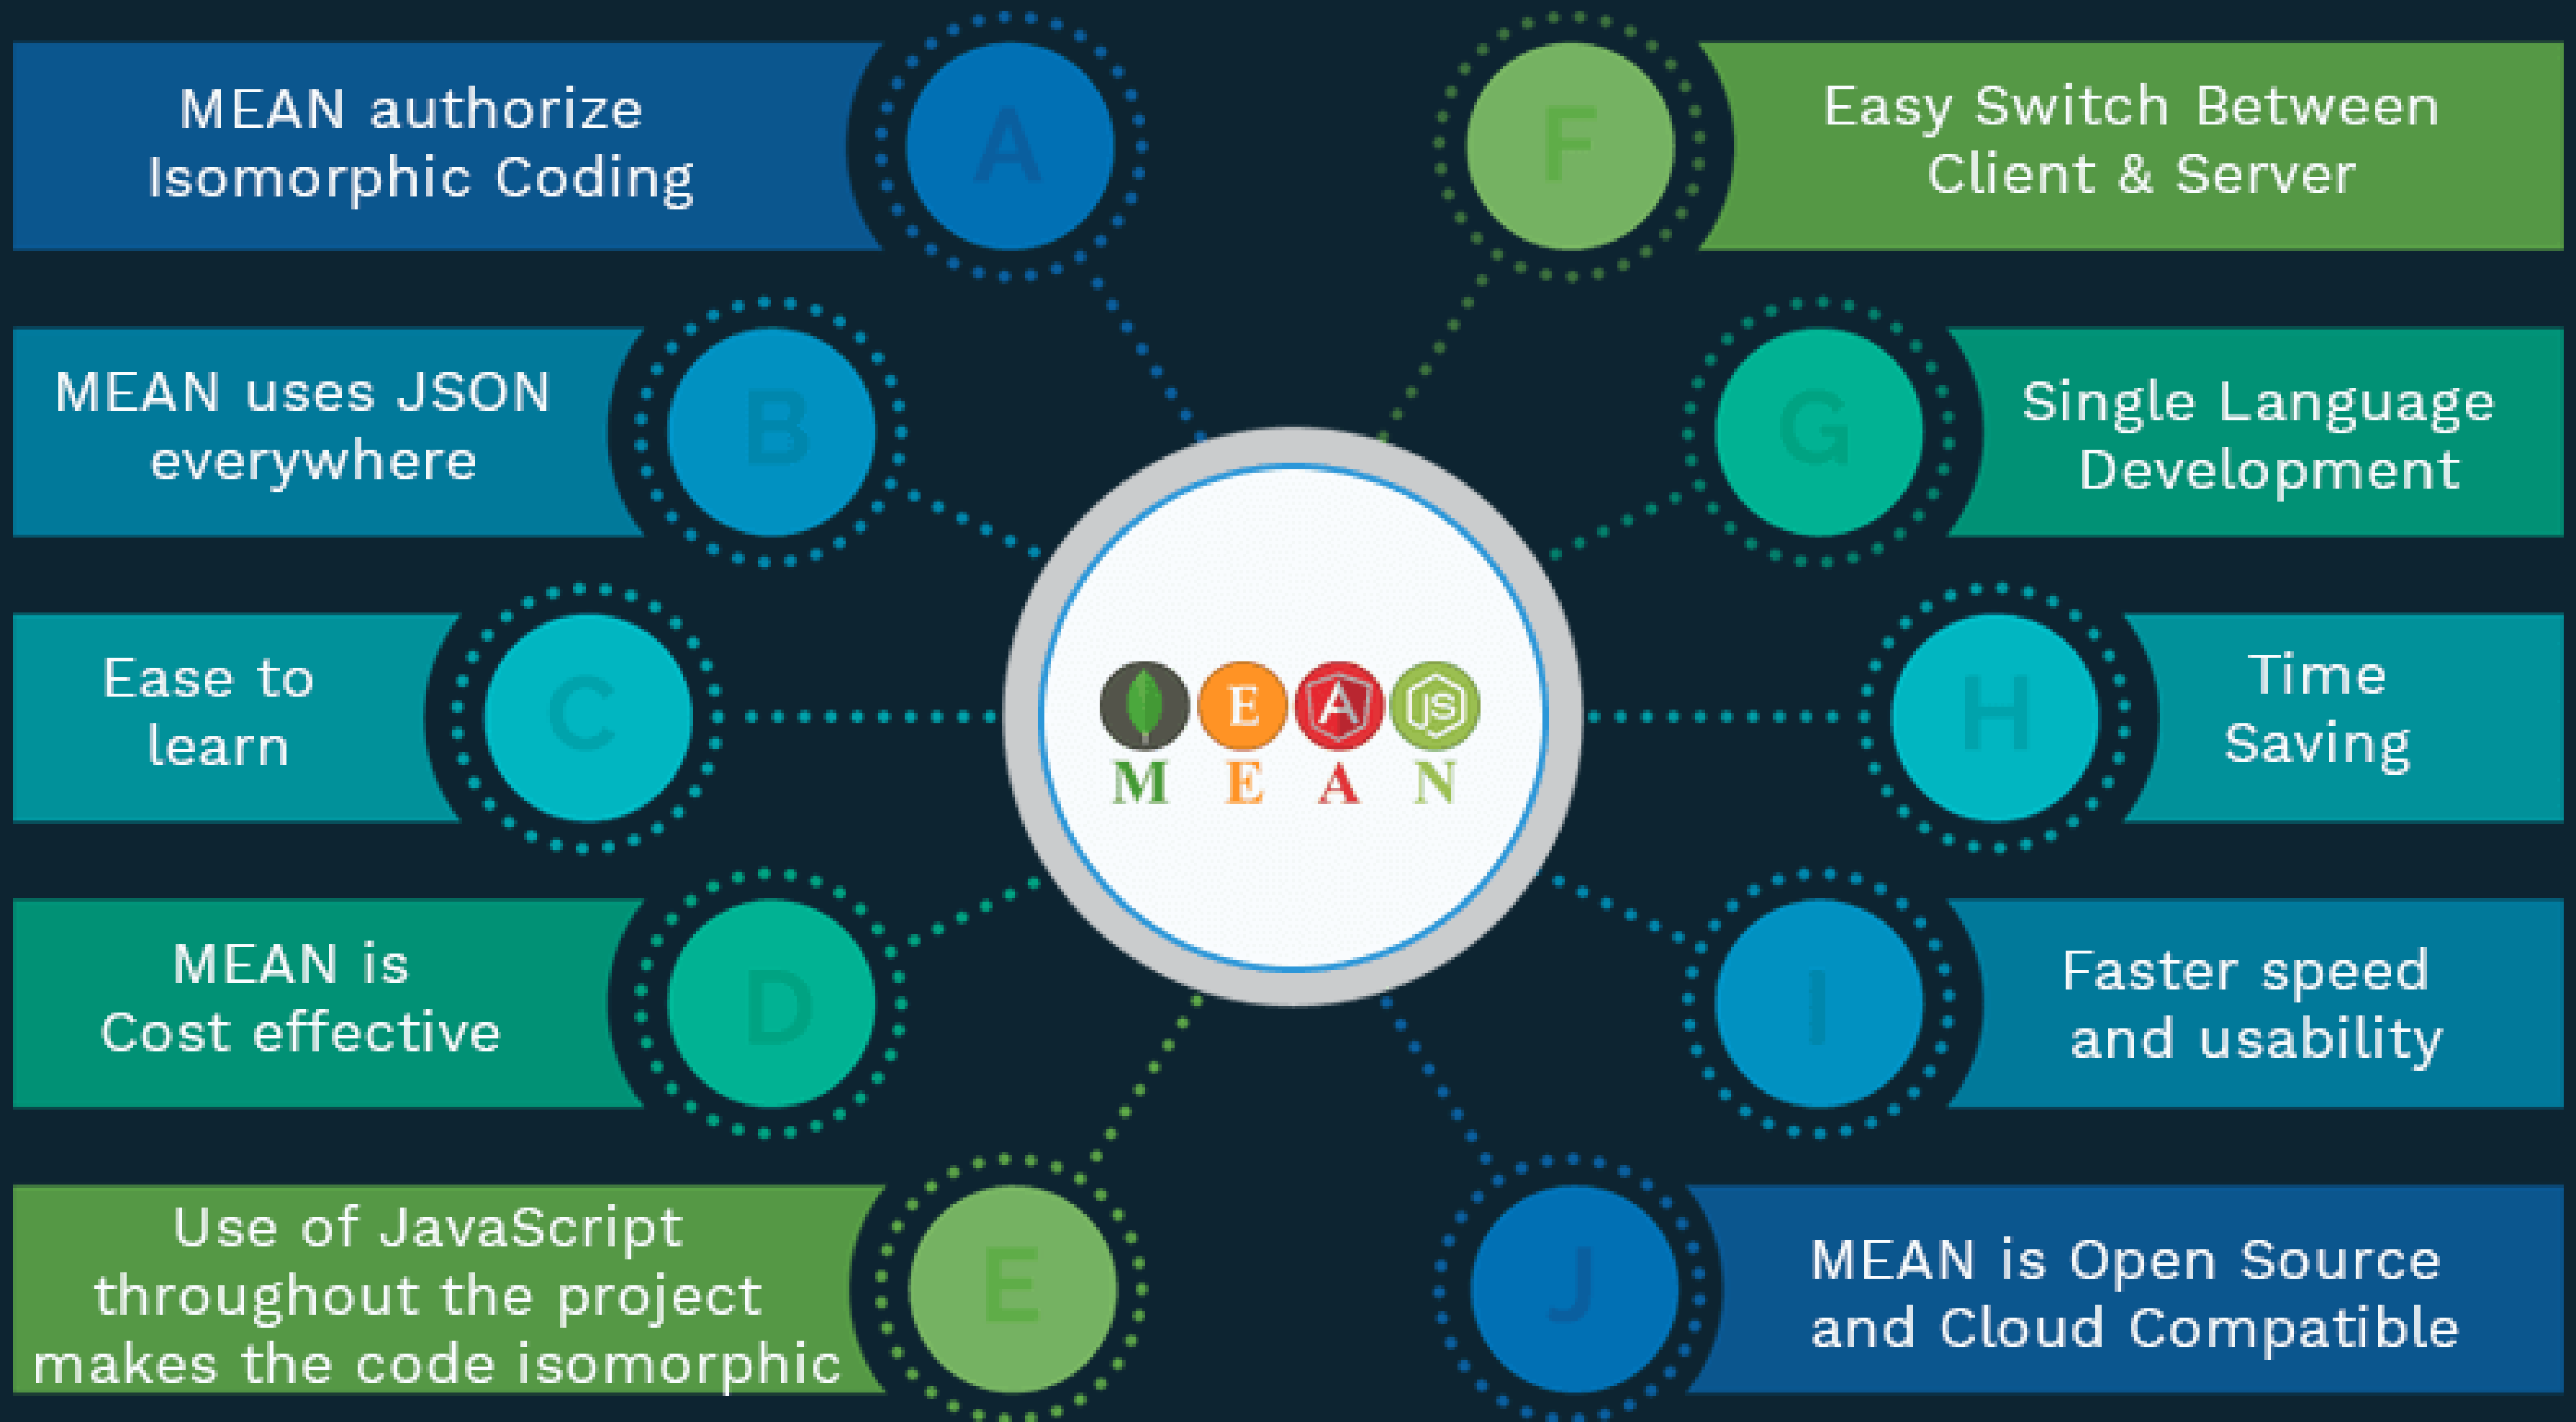 MEAN authorize
Isomorphic Coding
A
MEAN uses JSON
everywhere
B
Ease to
learn
C
MEAN is
Cost effective
D
Use of JavaScript
throughout the project
makes the code isomorphic
E
E
A
JS
M E A N
F
Easy Switch Between
Client & Server
G
Single Language
Development
H
Time
Saving
I
Faster speed
and usability
J
MEAN is Open Source
and Cloud Compatible